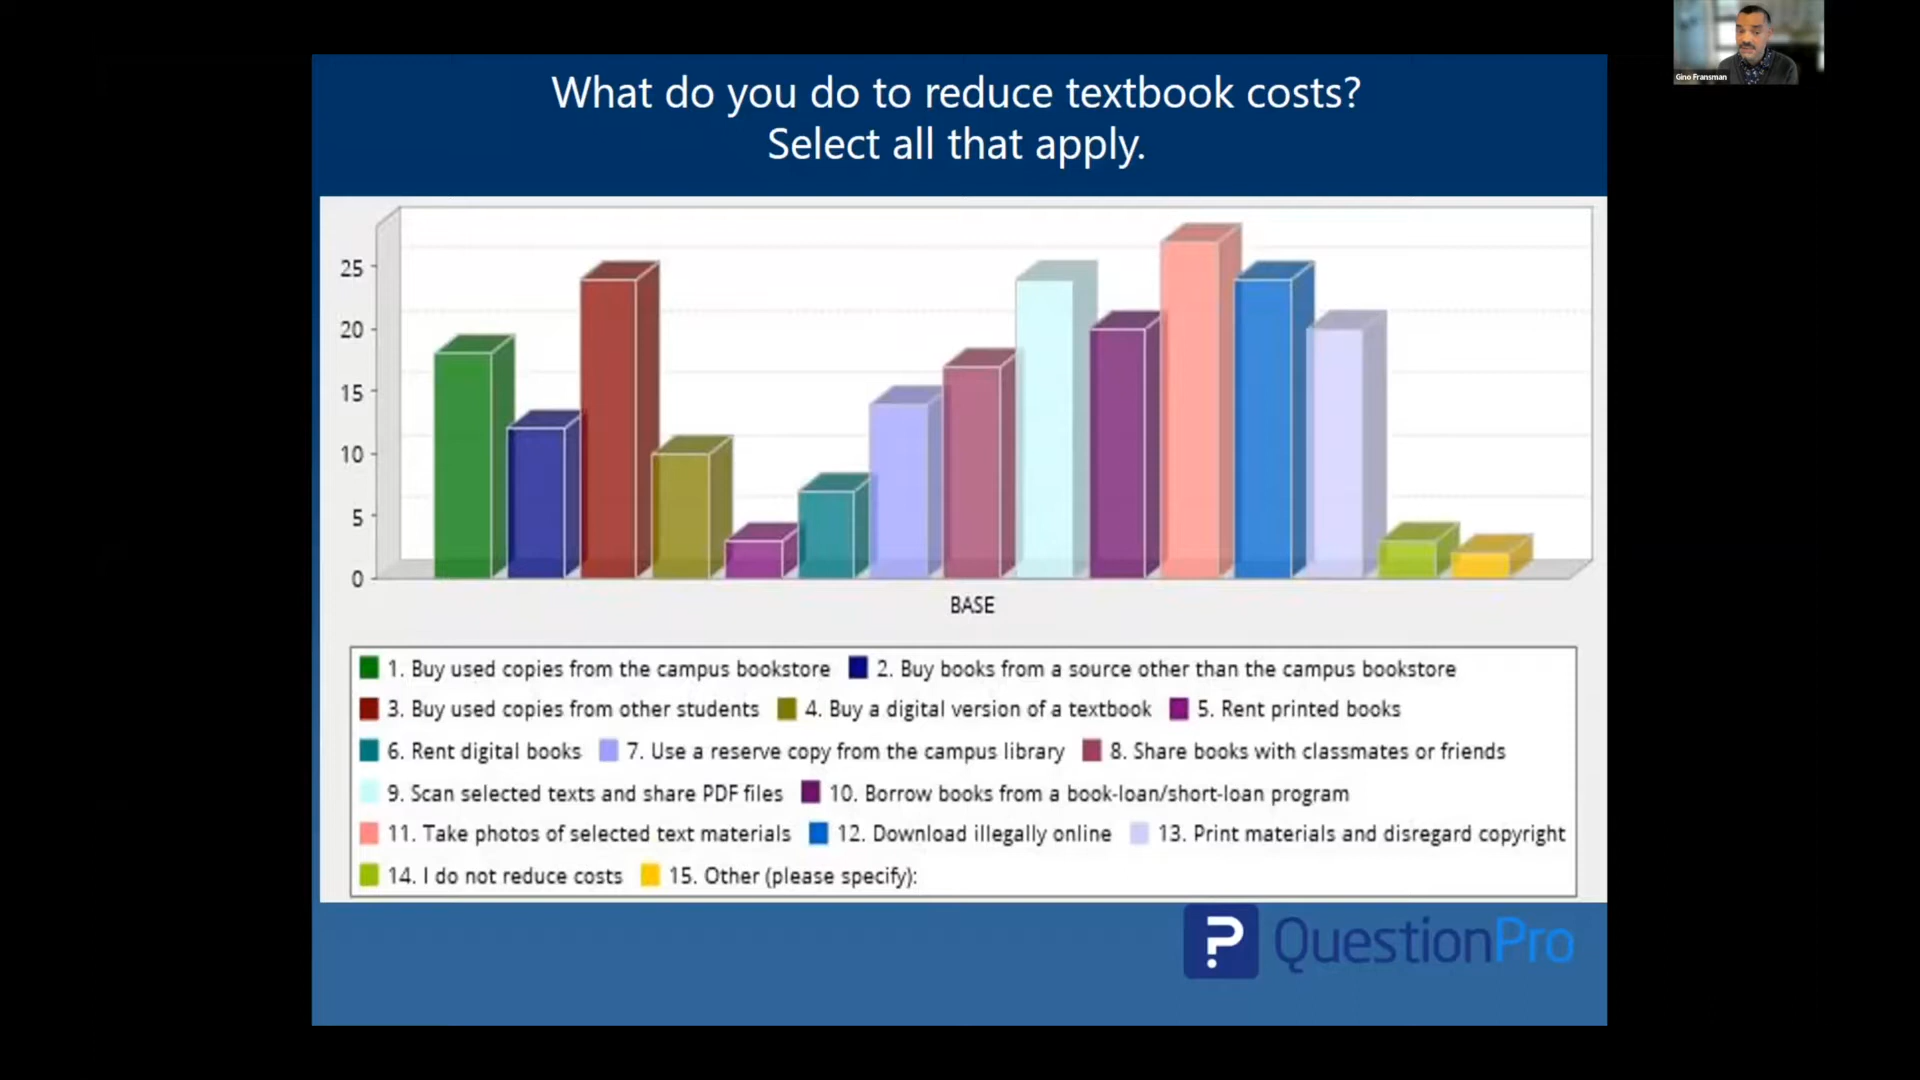 Gino Fransman
What do you do to reduce textbook costs?
Select all that apply.
25
20
15
10
5
0
BASE
1. Buy used copies from the campus bookstore 2. Buy books from a source other than the campus bookstore
3. Buy used copies from other students 4. Buy a digital version of a textbook 5. Rent printed books
6. Rent digital books 7. Use a reserve copy from the campus library 8. Share books with classmates or friends
9. Scan selected texts and share PDF files 10. Borrow books from a book-loan/short-loan program
11. Take photos of selected text materials 12. Download illegally online 13. Print materials and disregard copyright
14. I do not reduce costs 15. Other (please specify):
? QuestionPro